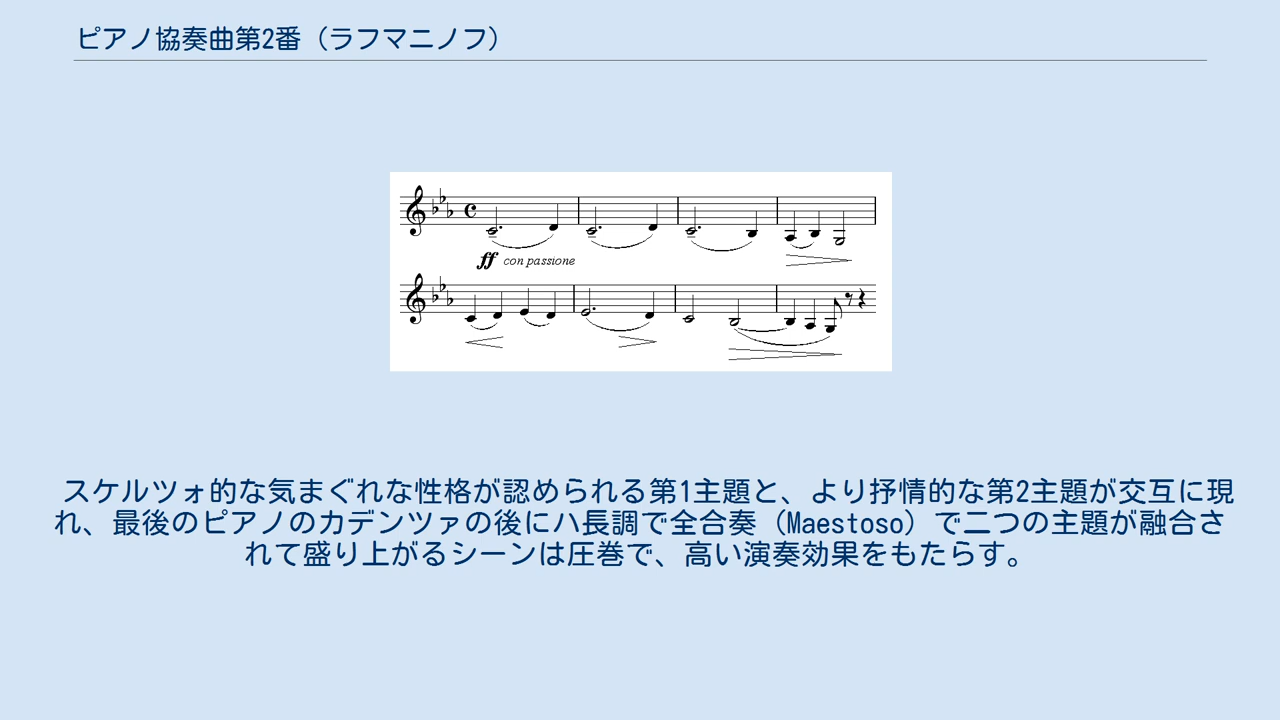 ピアノ協奏曲第2番（ラフマニノフ）
ff con passione
スケルツォ的な気まぐれな性格が認められる第1主題と、より抒情的な第2主題が交互に現
れ、最後のピアノのカデンツァの後にハ長調で全合奏（Maestoso）で二つの主題が融合さ
れて盛り上がるシーンは圧巻で、高い演奏効果をもたらす。